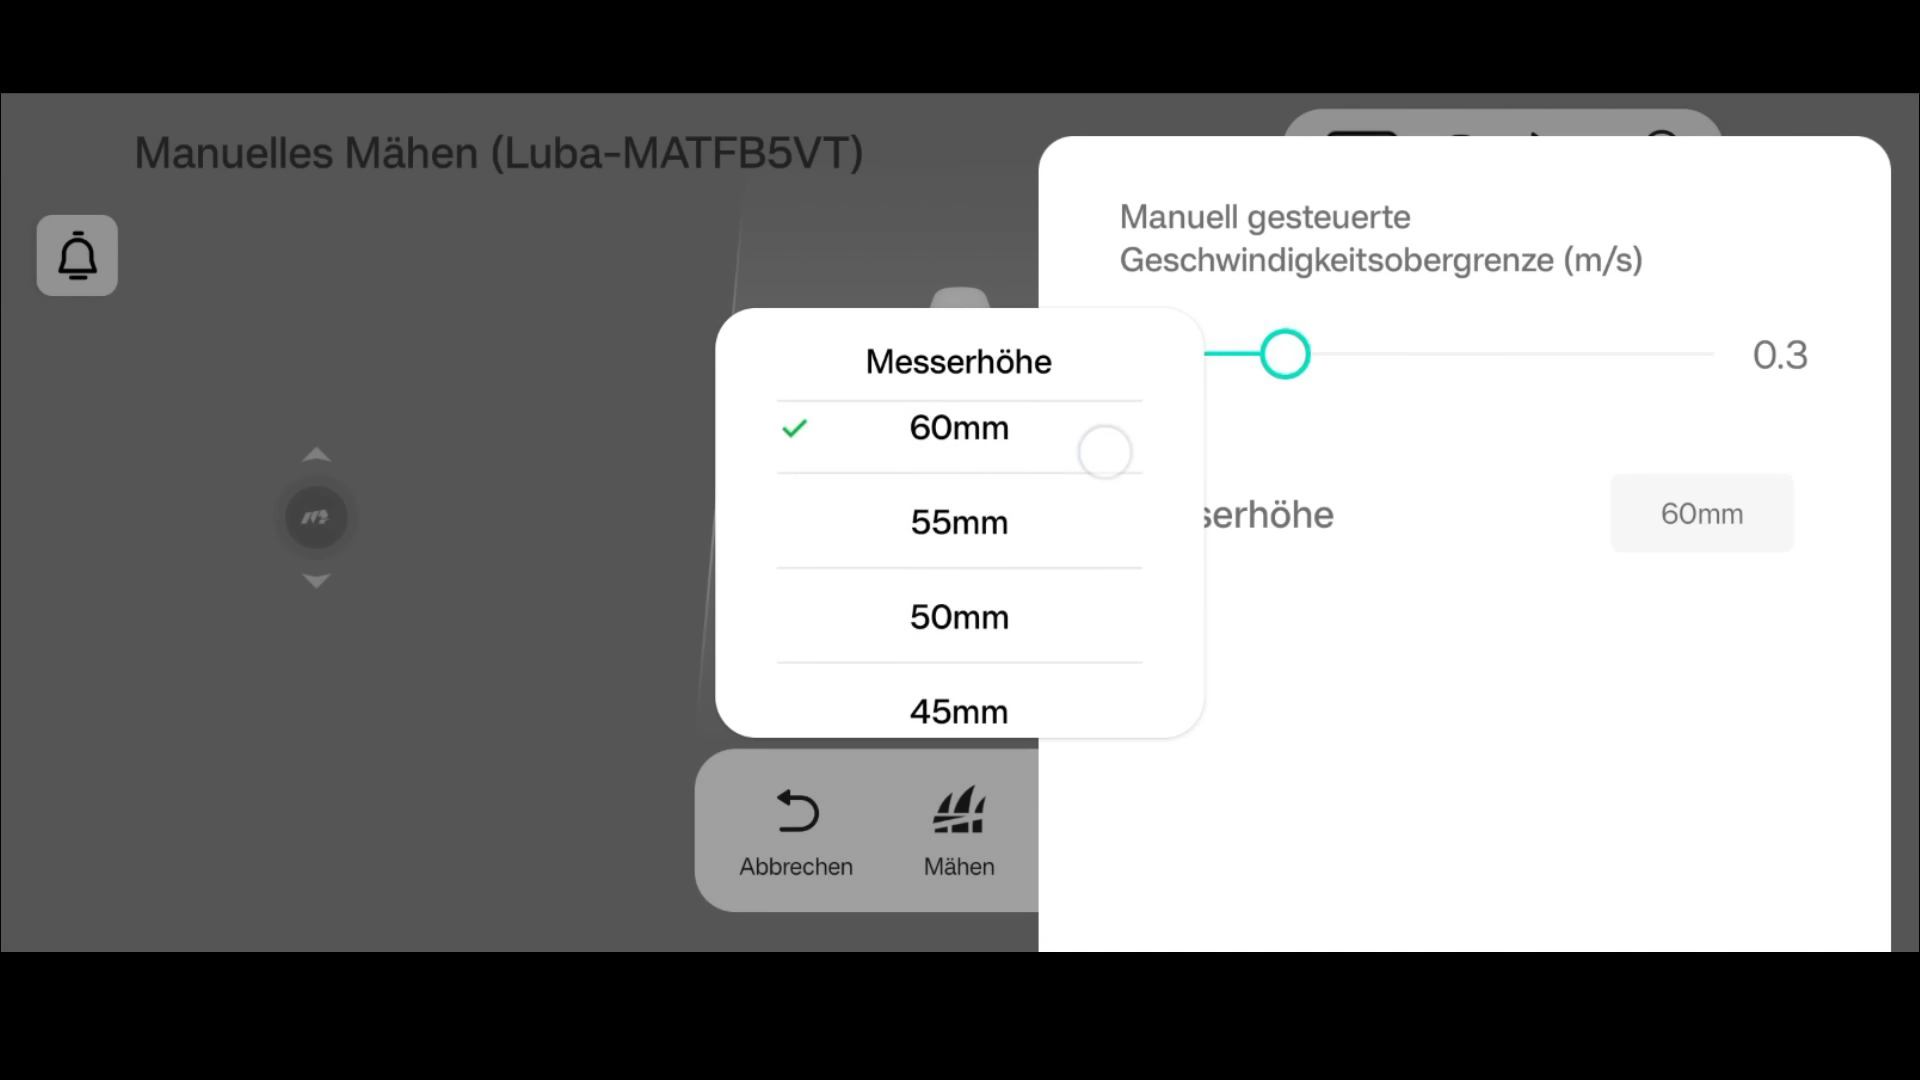 Manuelles Mähen (Luba-MATFB5VT)
Manuell gesteuerte
Geschwindigkeitsobergrenze (m/s)
0.3
Messerhöhe
60mm
55mm
50mm
45mm
serhöhe
60mm
Abbrechen
Mähen